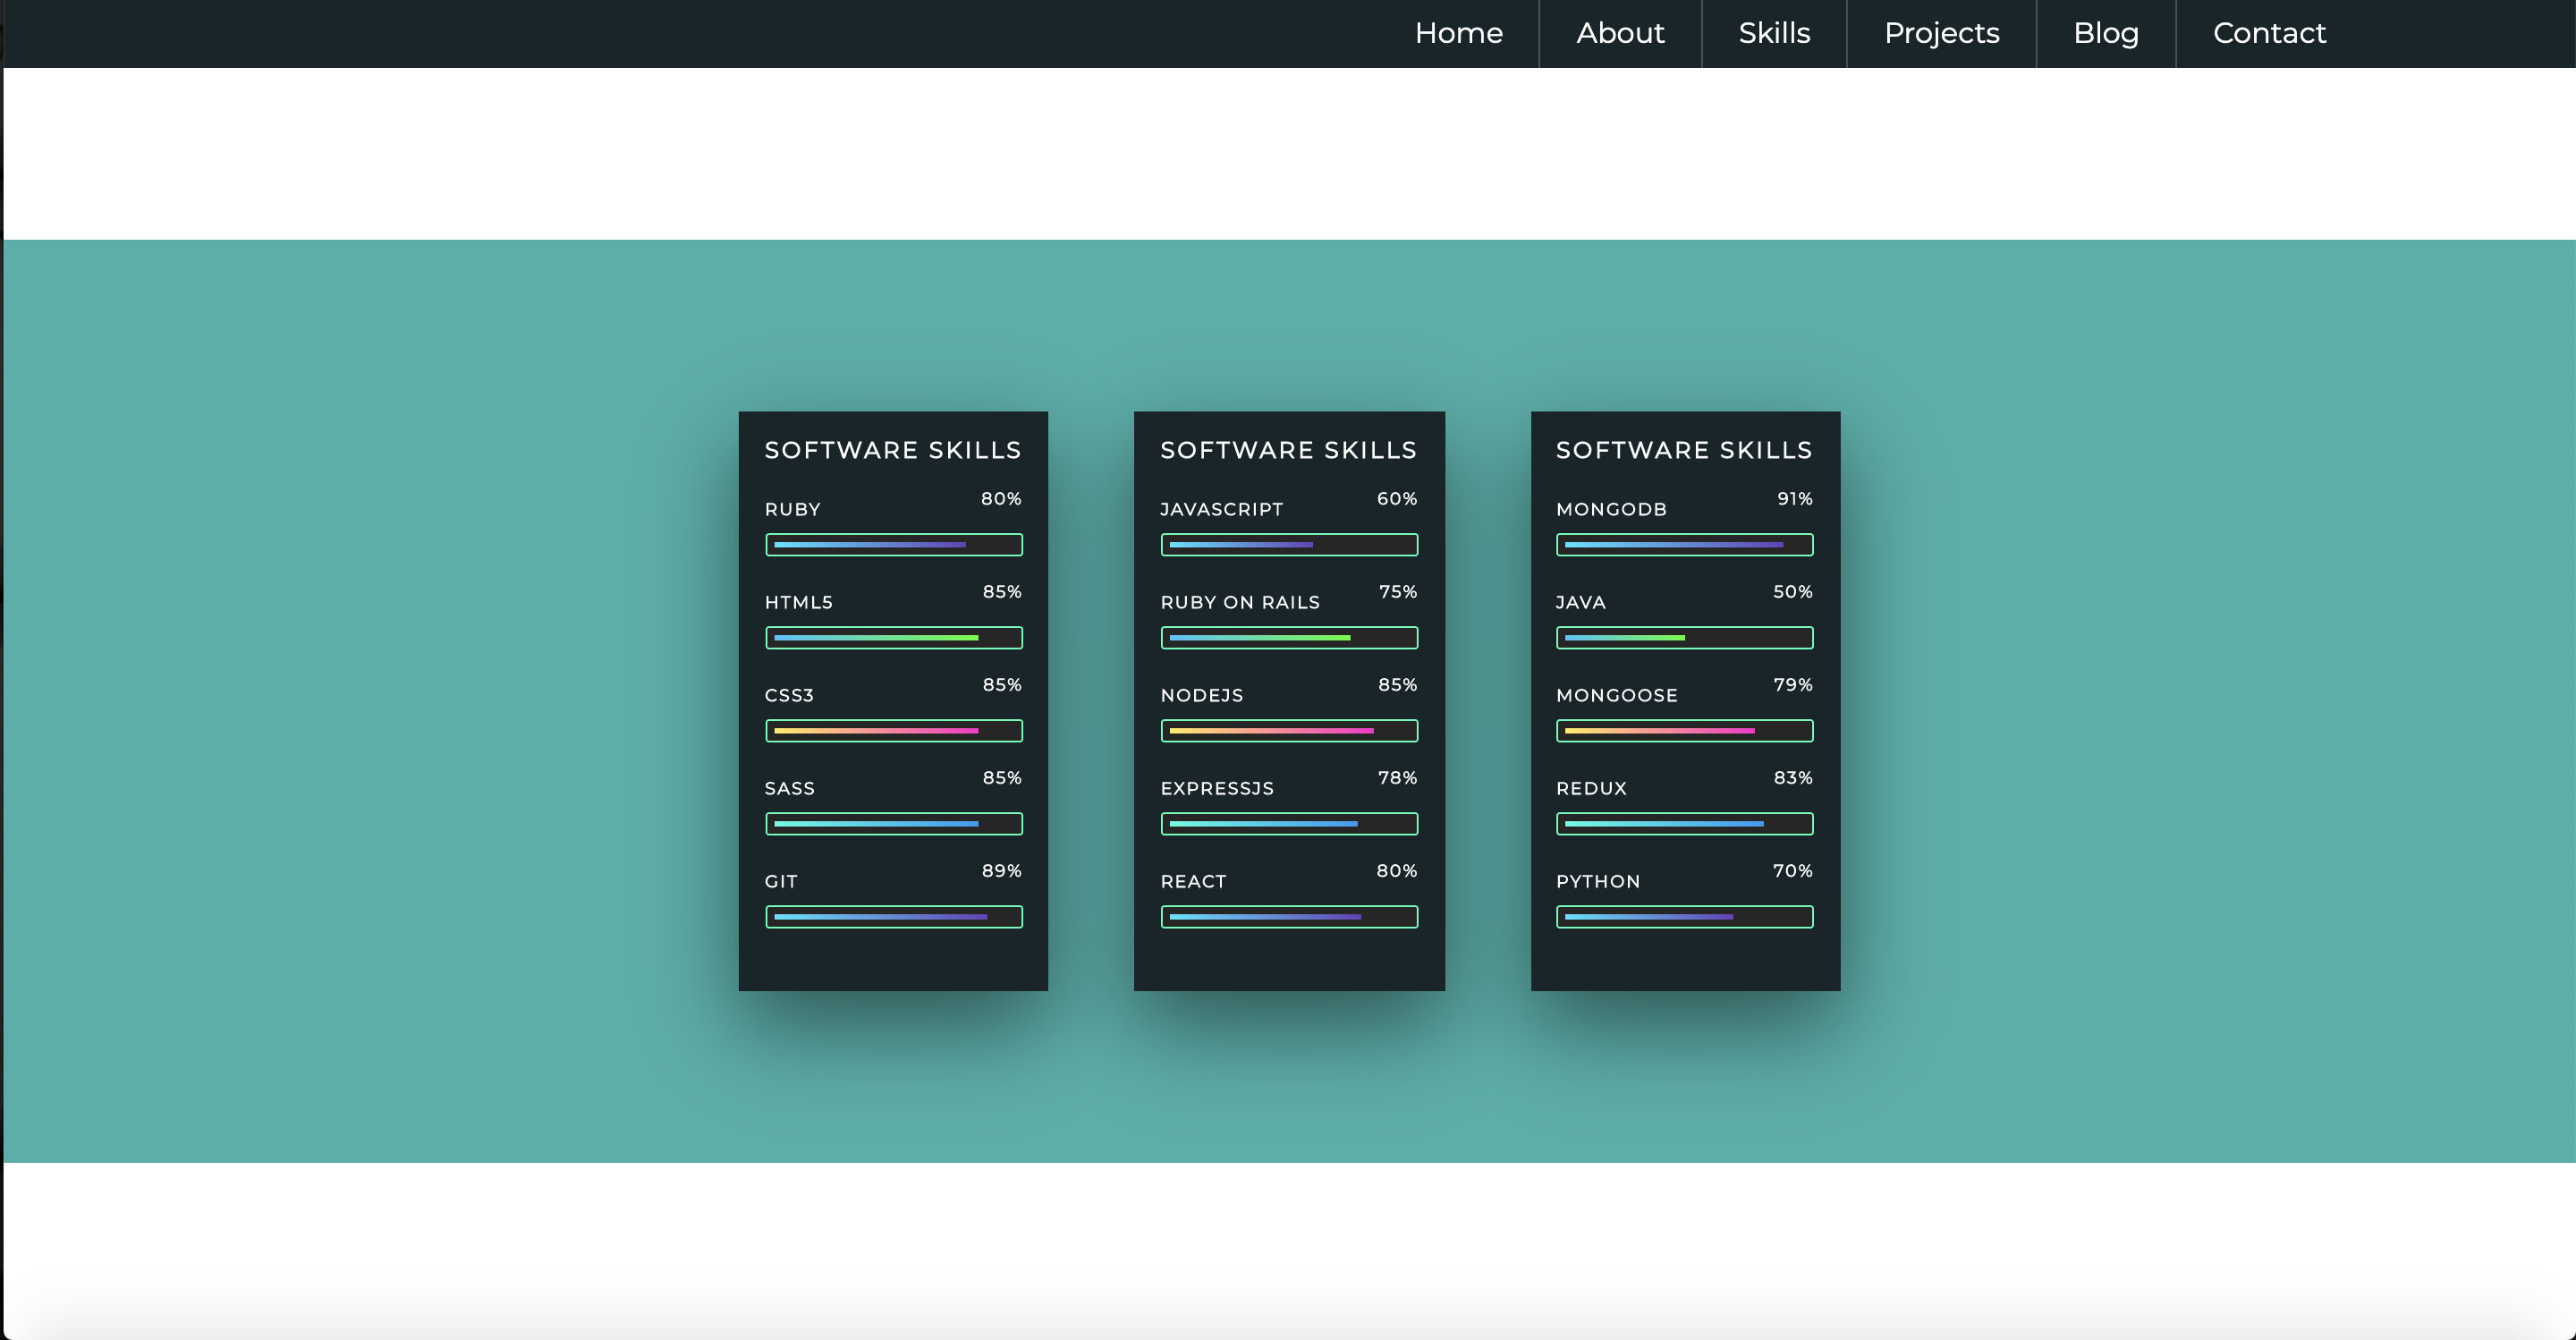 Home About Skills Projects Blog Contact
SOFTWARE SKILLS
RUBY 80%
HTML5 85%
CSS3 85%
SASS 85%
GIT 89%
SOFTWARE SKILLS
JAVASCRIPT 60%
RUBY ON RAILS 75%
NODEJS 85%
EXPRESSJS 78%
REACT 80%
SOFTWARE SKILLS
MONGODB 91%
JAVA 50%
MONGOOSE 79%
REDUX 83%
PYTHON 70%